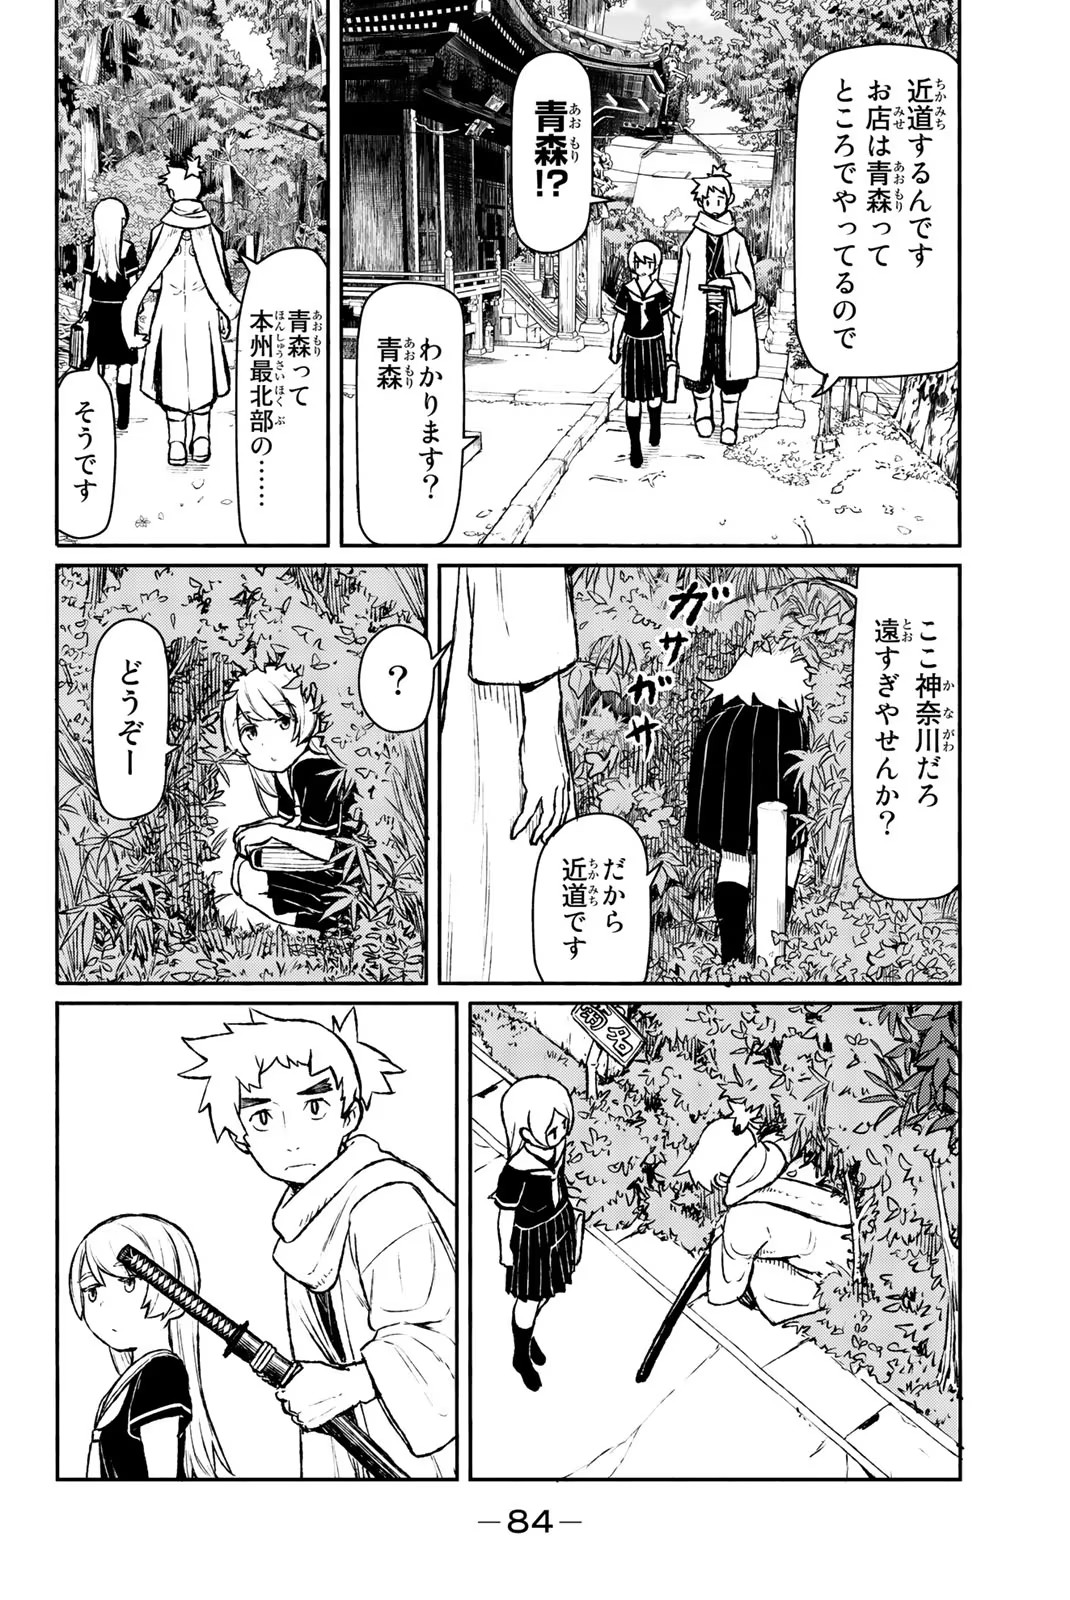 近道するんです
お店は青森って
ところでやってるので
青森!?
わかります?
青森
青森って
本州最北部の……
そうです
ここ神奈川だろ
遠すぎやせんか?
ガサガサ
だから
近道です
?
どうぞー
菊名
—84—